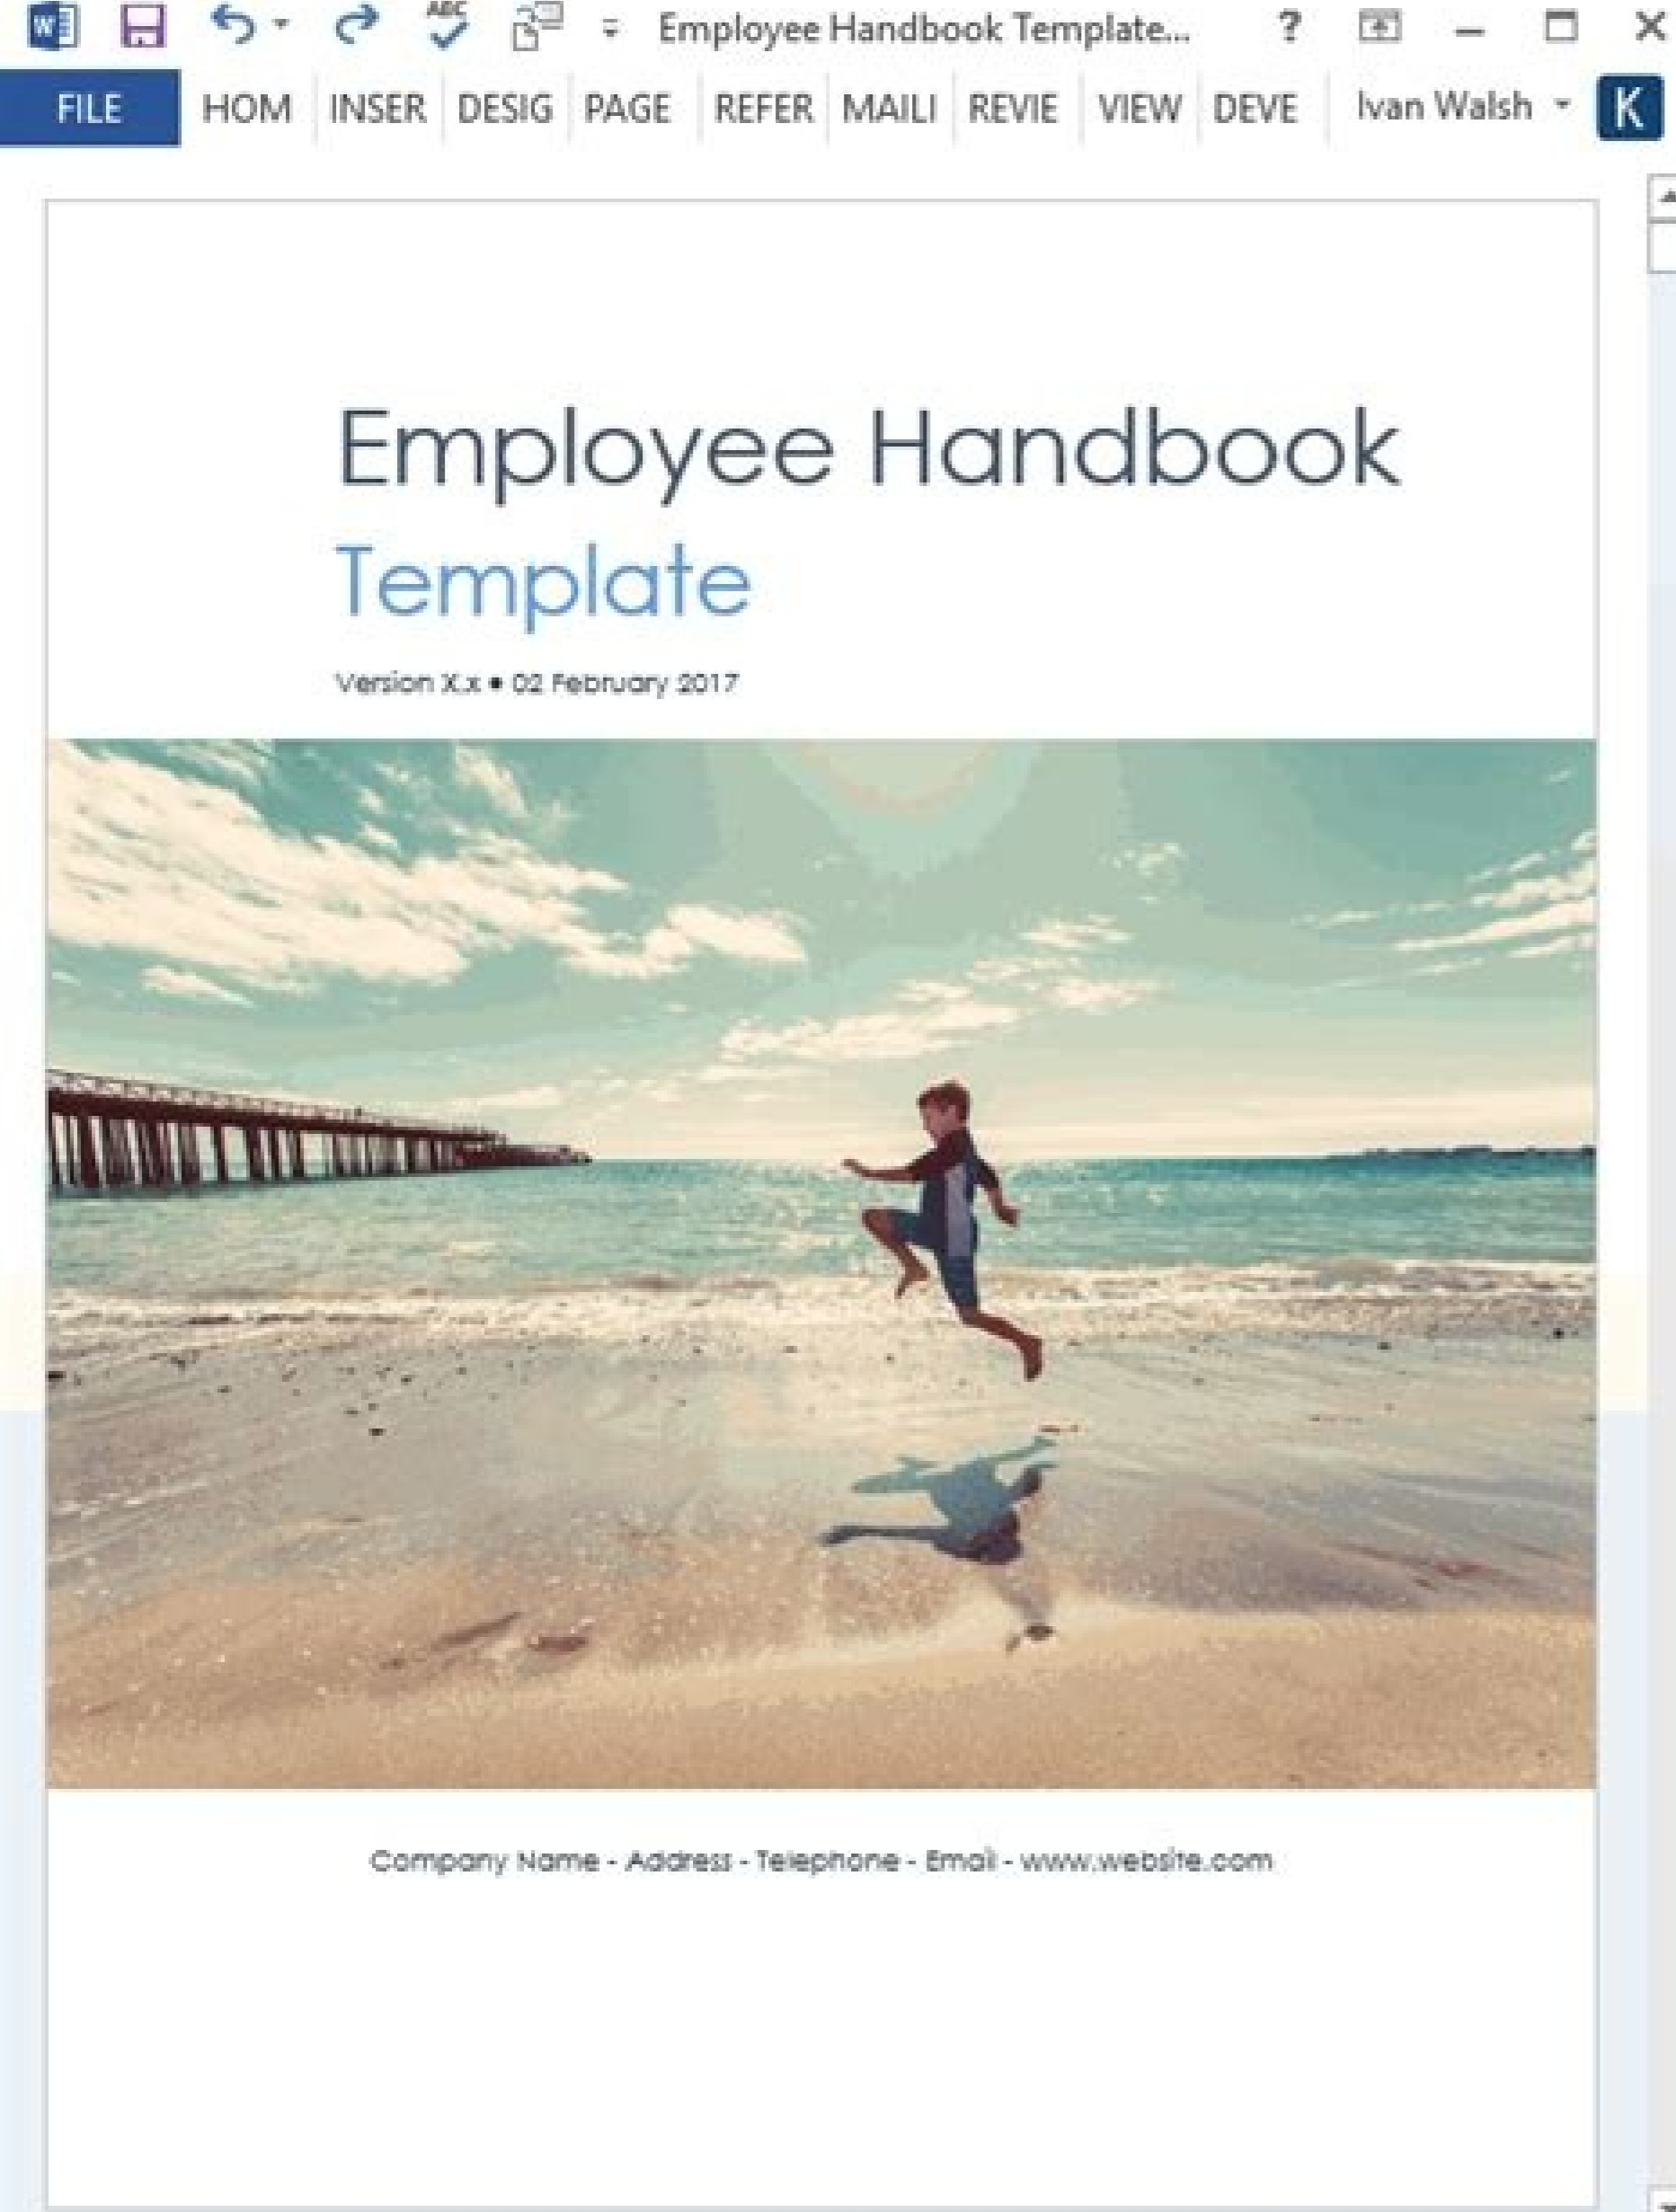 W
ABC
Employee Handbook Template...
?
FILE HOM INSER DESIG PAGE REFER MAILI REVIE VIEW DEVE Ivan Walsh K
Employee Handbook
Template
Version X.x • 02 February 2017
Company Name - Address - Telephone - Email - www.website.com